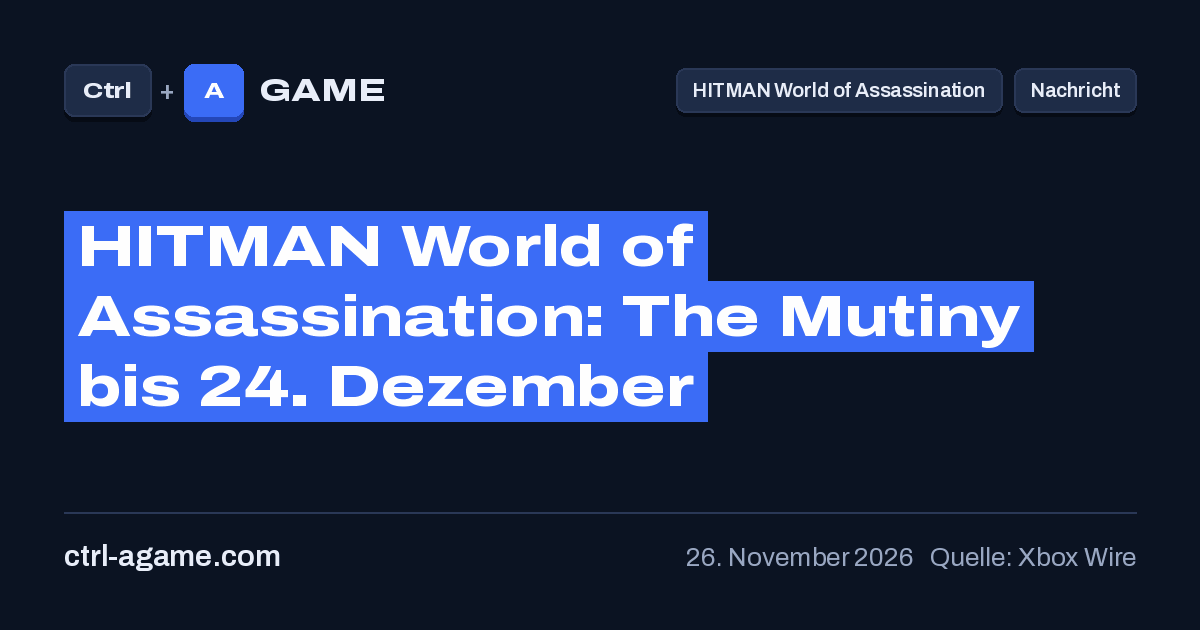 Ctrl + A GAME
HITMAN World of Assassination
Nachricht
HITMAN World of
Assassination: The Mutiny
bis 24. Dezember
ctrl-agame.com
26. November 2026 Quelle: Xbox Wire